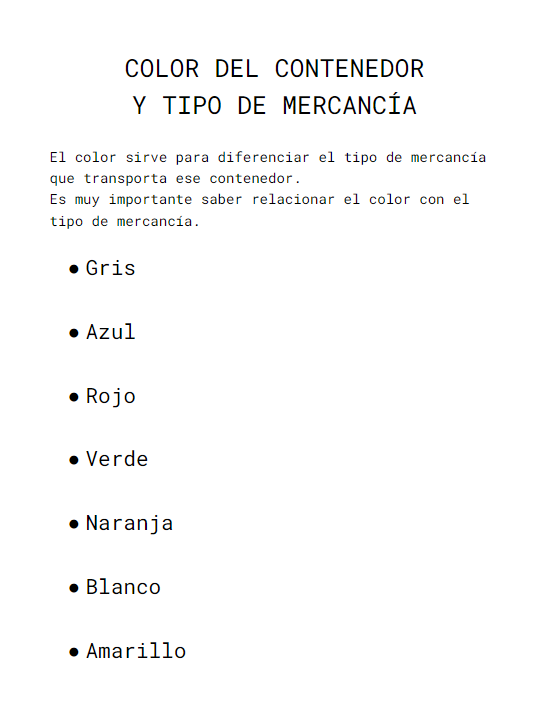 COLOR DEL CONTENEDOR
Y TIPO DE MERCANCÍA
El color sirve para diferenciar el tipo de mercancía
que transporta ese contenedor.
Es muy importante saber relacionar el color con el
tipo de mercancía.
● Gris
● Azul
● Rojo
● Verde
● Naranja
● Blanco
● Amarillo